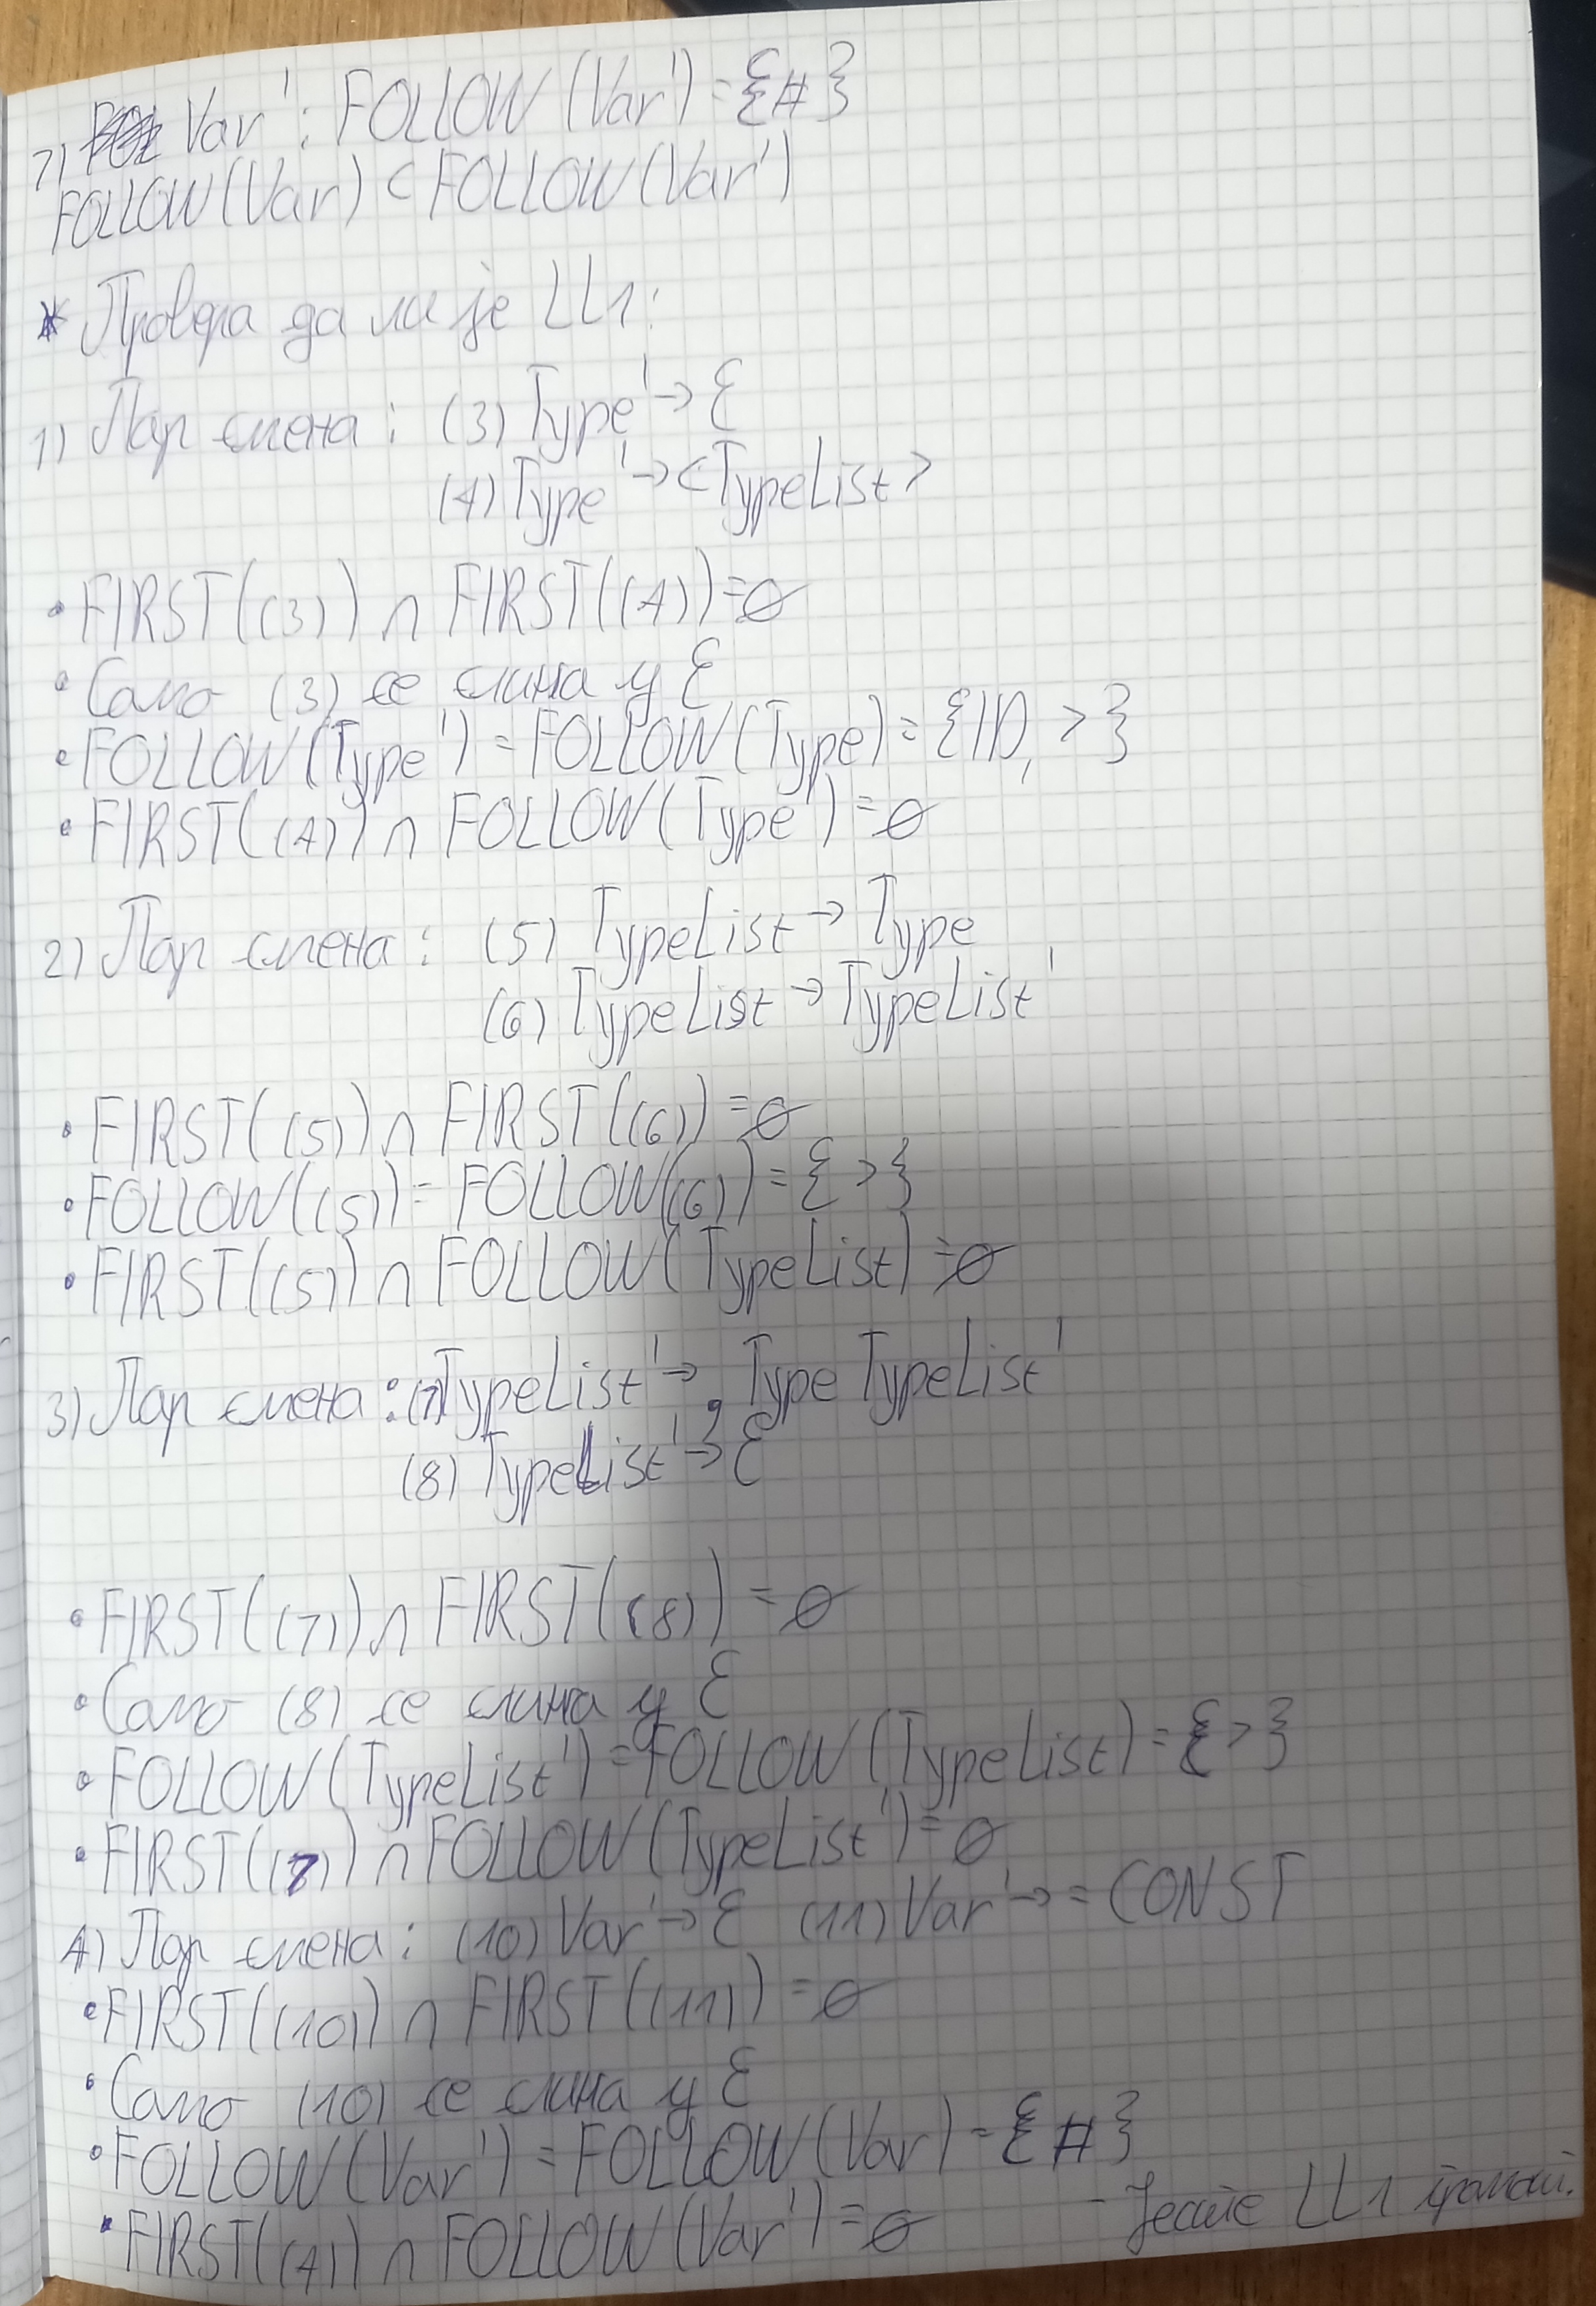 7) Var' : FOLLOW (Var') = {#}
FOLLOW(Var) ⊂ FOLLOW(Var')
* Провера да ли је LL1:
1) Пар смена : (3) Type' → ε
(4) Type' → <TypeList>
• FIRST((3)) ∩ FIRST((4)) = ∅
• Само (3) се слива у ε
• FOLLOW(Type') = FOLLOW(Type) = {ID, >}
• FIRST((4)) ∩ FOLLOW(Type') = ∅
2) Пар смена : (5) TypeList → Type
(6) TypeList → TypeList'
• FIRST((5)) ∩ FIRST((6)) = ∅
• FOLLOW((5)) = FOLLOW((6)) = { > }
• FIRST((5)) ∩ FOLLOW(TypeList) = ∅
3) Пар смена : (7) TypeList' → , Type TypeList'
(8) TypeList' → ε
• FIRST((7)) ∩ FIRST((8)) = ∅
• Само (8) се слива у ε
• FOLLOW(TypeList') = FOLLOW(TypeList) = { > }
• FIRST((7)) ∩ FOLLOW(TypeList') = ∅
4) Пар смена : (10) Var' → ε (11) Var' → = CONST
• FIRST((10)) ∩ FIRST((11)) = ∅
• Само (10) се слива у ε
• FOLLOW(Var') = FOLLOW(Var) = {#}
• FIRST((4)) ∩ FOLLOW(Var') = ∅ - Јесте LL1 грамат.